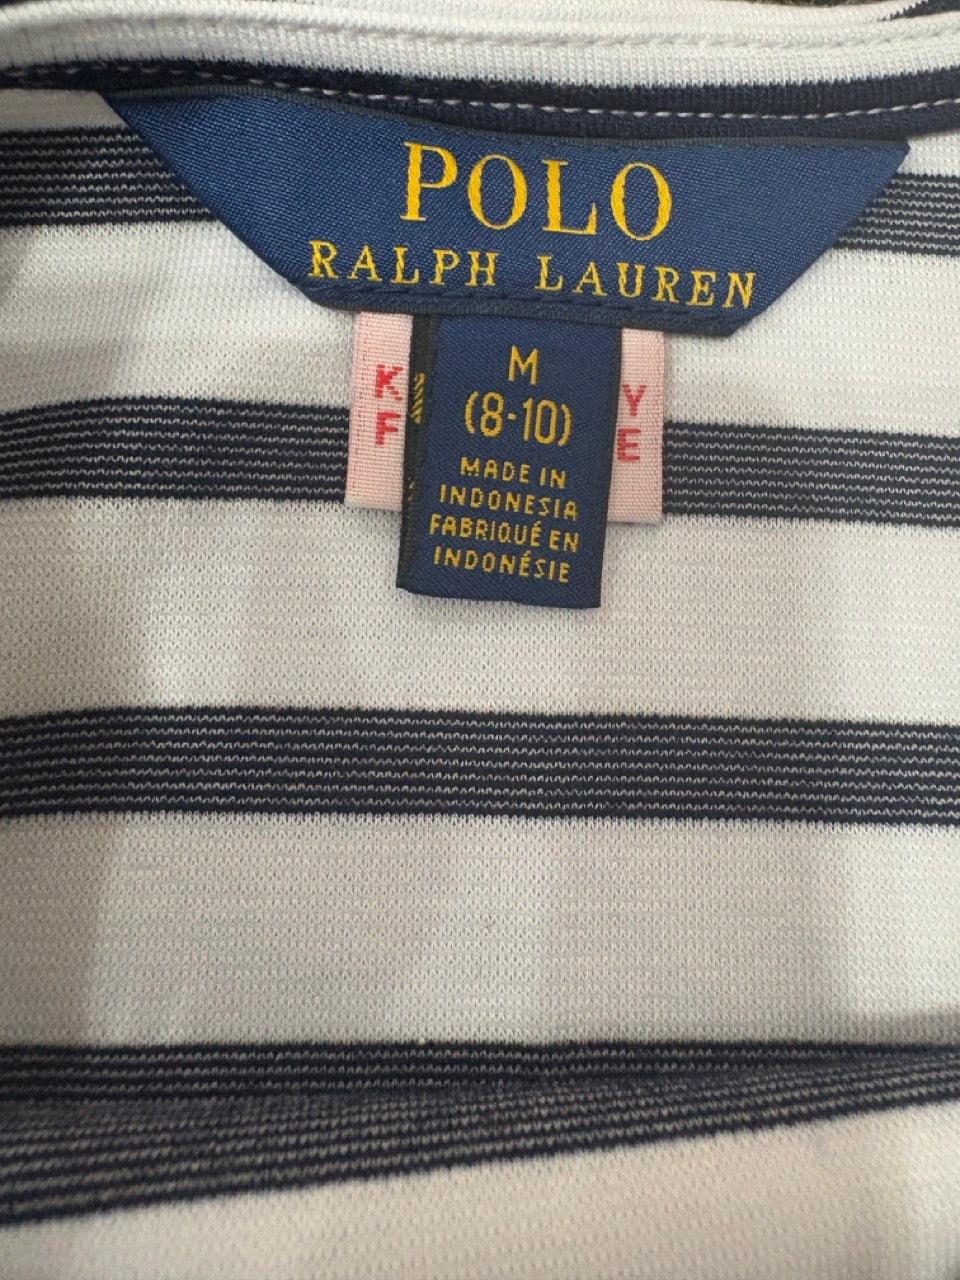 POLO
RALPH LAUREN
M
(8-10)
MADE IN
INDONESIA
FABRIQUÉ EN
INDONÉSIE
K Y
F E